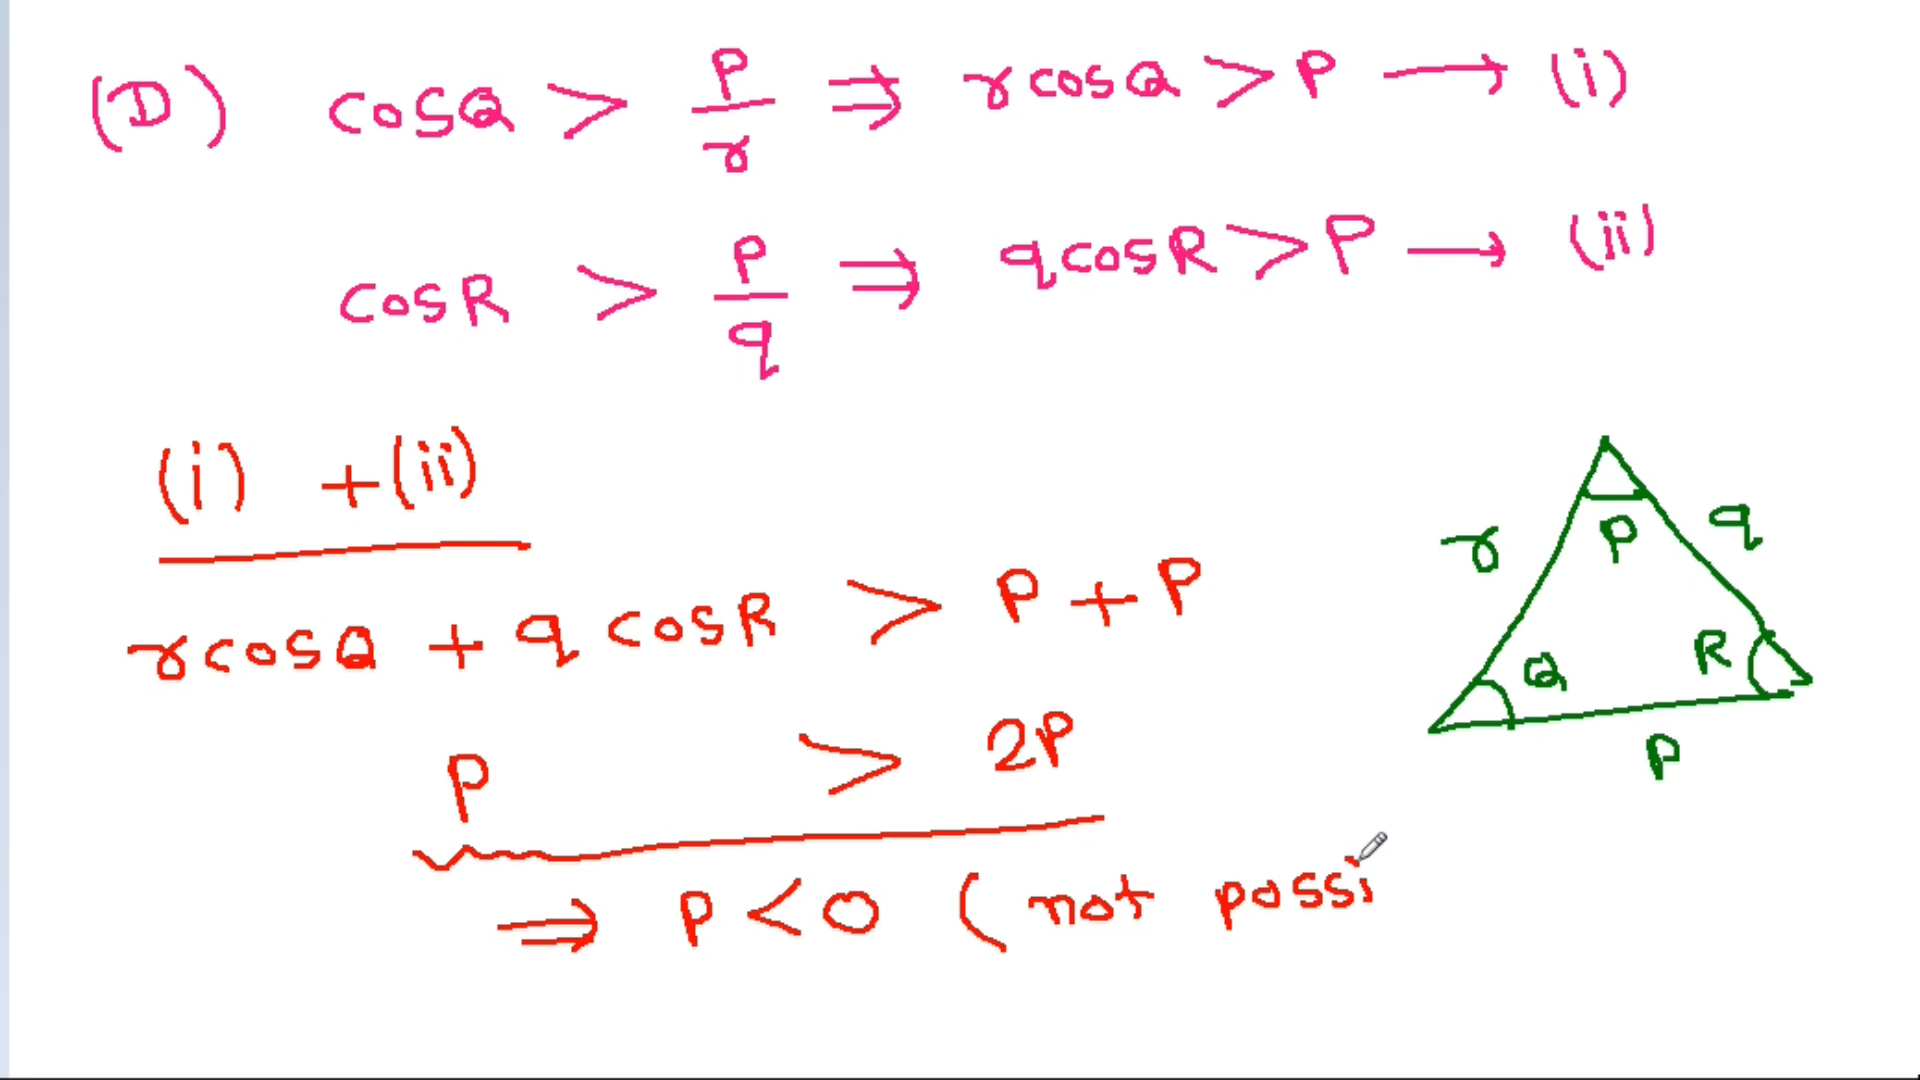 (D) cosQ > p/r ⇒ r cosQ > p → (i)
cosR > p/q ⇒ q cosR > p → (ii)
(i) + (ii)
r cosQ + q cosR > p + p
p > 2p
⇒ p < 0 (not possi
r
P
q
Q
R
p